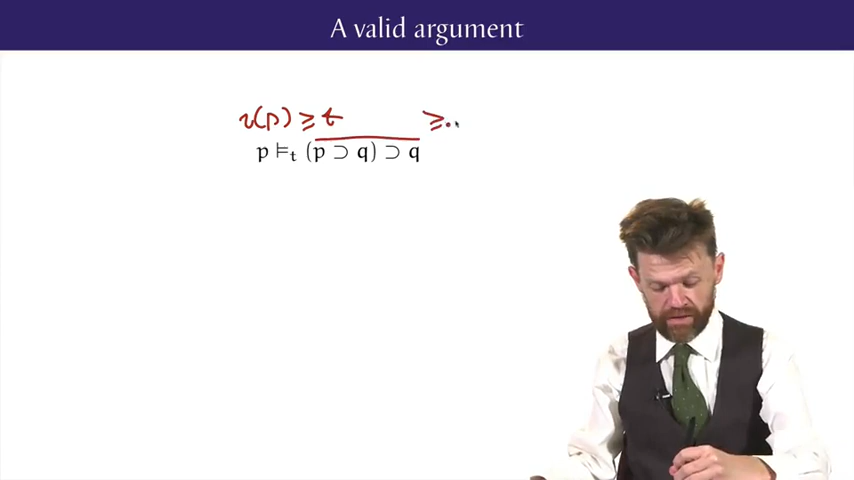 A valid argument
v(p) ⩾ t ⩾
p ⊨t (p ⊃ q) ⊃ q